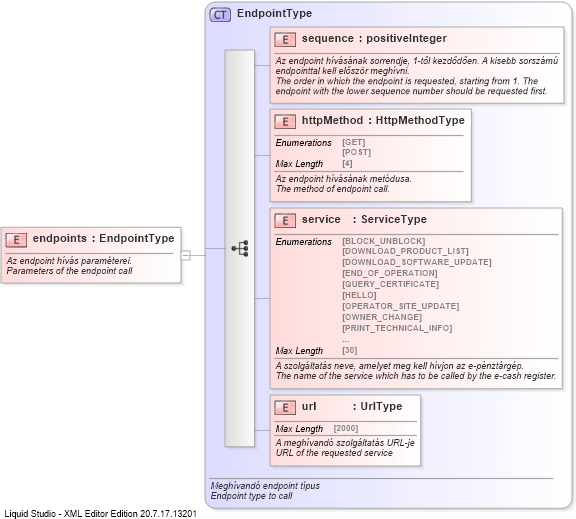 CT EndpointType
E sequence : positiveInteger
Az endpoint hívásának sorrendje, 1-től kezdődően. A kisebb sorszámú
endpointtal kell először meghívni.
The order in which the endpoint is requested, starting from 1. The
endpoint with the lower sequence number should be requested first.
E httpMethod : HttpMethodType
Enumerations [GET]
[POST]
Max Length [4]
Az endpoint hívásának metódusa.
The method of endpoint call.
E service : ServiceType
Enumerations [BLOCK_UNBLOCK]
[DOWNLOAD_PRODUCT_LIST]
[DOWNLOAD_SOFTWARE_UPDATE]
[END_OF_OPERATION]
[QUERY_CERTIFICATE]
[HELLO]
[OPERATOR_SITE_UPDATE]
[OWNER_CHANGE]
[PRINT_TECHNICAL_INFO]
...
Max Length [30]
A szolgáltatás neve, amelyet meg kell hívjon az e-pénztárgép.
The name of the service which has to be called by the e-cash register.
E endpoints : EndpointType
Az endpoint hívás paraméterei.
Parameters of the endpoint call
E url : UrlType
Max Length [2000]
A meghívandó szolgáltatás URL-je
URL of the requested service
Meghívandó endpoint típus
Endpoint type to call
Liquid Studio - XML Editor Edition 20.7.17.13201